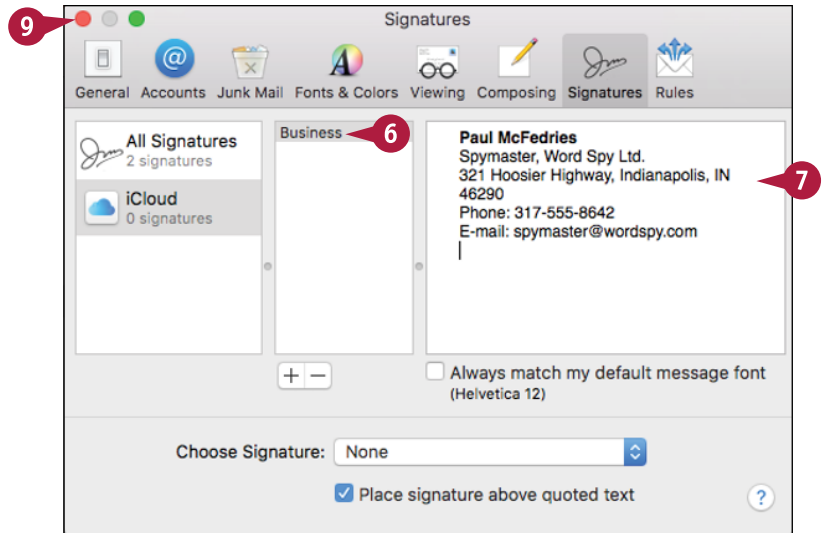 9
Signatures
General Accounts Junk Mail Fonts & Colors Viewing Composing Signatures Rules
All Signatures
2 signatures
iCloud
0 signatures
Business
6
Paul McFedries
Spymaster, Word Spy Ltd.
321 Hoosier Highway, Indianapolis, IN
46290
Phone: 317-555-8642
E-mail: spymaster@wordspy.com
7
+ −
Always match my default message font
(Helvetica 12)
Choose Signature: None
Place signature above quoted text
?